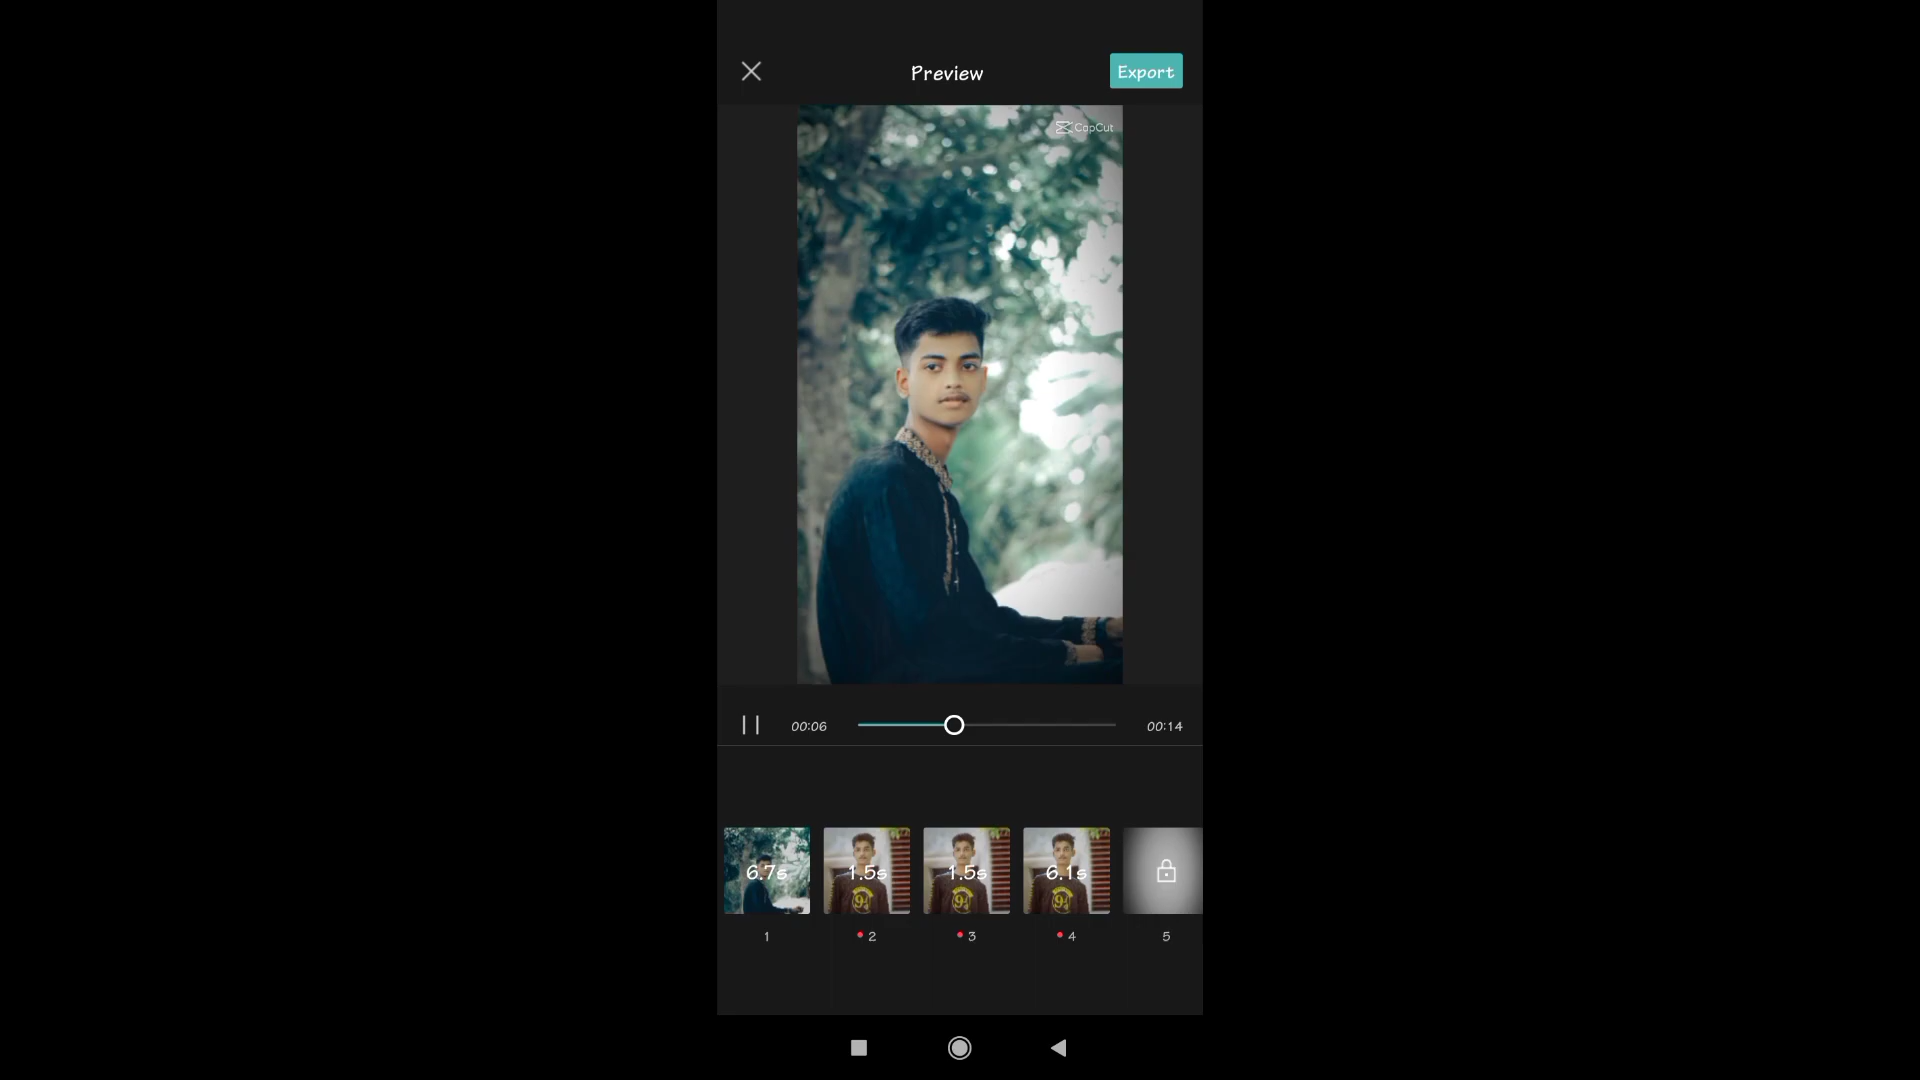 Preview
Export
CapCut
00:06
00:14
6.7s
1.5s
1.5s
6.1s
1
2
3
4
5